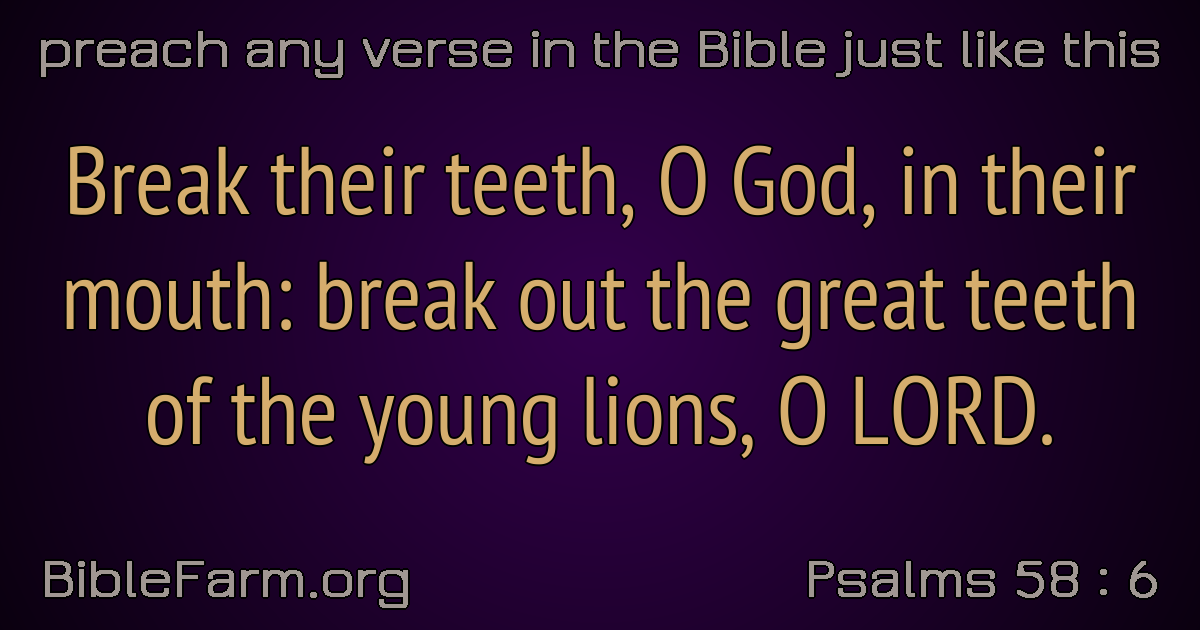 preach any verse in the Bible just like this
Break their teeth, O God, in their
mouth: break out the great teeth
of the young lions, O LORD.
BibleFarm.org
Psalms 58 : 6